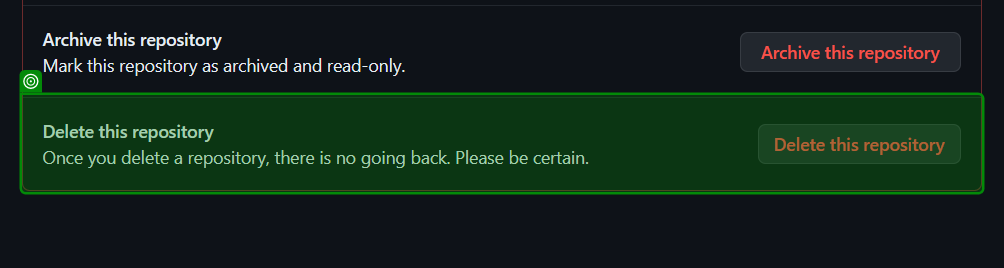 Archive this repository
Mark this repository as archived and read-only.
Archive this repository
Delete this repository
Once you delete a repository, there is no going back. Please be certain.
Delete this repository